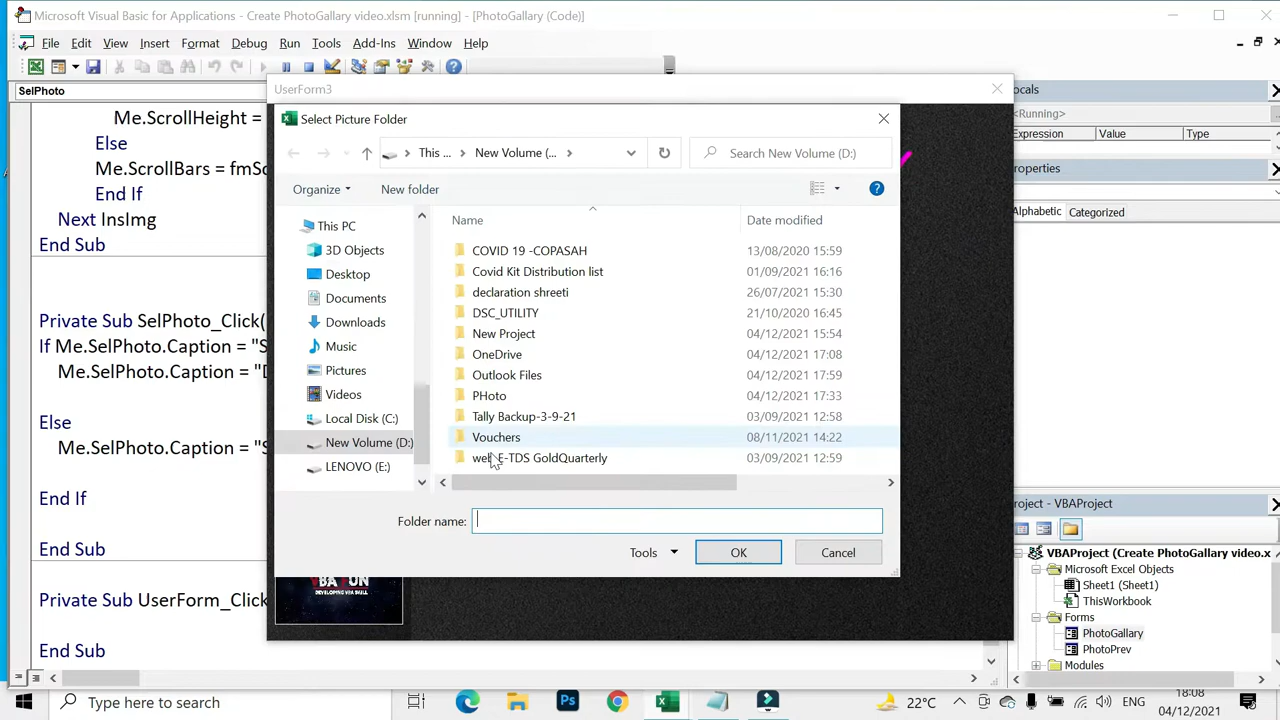 Microsoft Visual Basic for Applications - Create PhotoGallary video.xlsm [running] - [PhotoGallary (Code)]
File Edit View Insert Format Debug Run Tools Add-Ins Window Help
SelPhoto
Me.ScrollHeight =
Else
Me.ScrollBars =
End If
Next InsImg
End Sub
Private Sub SelPhoto_Click(
If Me.SelPhoto.Caption = "S
Me.SelPhoto.Caption =
Else
Me.SelPhoto.Caption = "S
End If
End Sub
Private Sub UserForm_Click
End Sub
UserForm3
Select Picture Folder
This ... New Volume (... Search New Volume (D:)
Organize New folder
This PC
3D Objects
Desktop
Documents
Downloads
Music
Pictures
Videos
Local Disk (C:)
New Volume (D:)
LENOVO (E:)
Name Date modified
COVID 19 -COPASAH 13/08/2020 15:59
Covid Kit Distribution list 01/09/2021 16:16
declaration shreeti 26/07/2021 15:30
DSC_UTILITY 21/10/2020 16:45
New Project 04/12/2021 15:54
OneDrive 04/12/2021 17:08
Outlook Files 04/12/2021 17:59
PHoto 04/12/2021 17:33
Tally Backup-3-9-21 03/09/2021 12:58
Vouchers 08/11/2021 14:22
E-TDS GoldQuarterly 03/09/2021 12:59
Folder name:
Tools OK Cancel
DEVELOPING VBA SKILL
ocals
<Running>
Expression Value Type
roperties
Alphabetic Categorized
roject - VBAProject
VBAProject (Create PhotoGallary video.x
Microsoft Excel Objects
Sheet1 (Sheet1)
ThisWorkbook
Forms
PhotoGallary
PhotoPrev
Modules
Type here to search
22°C
ENG
18:08
04/12/2021